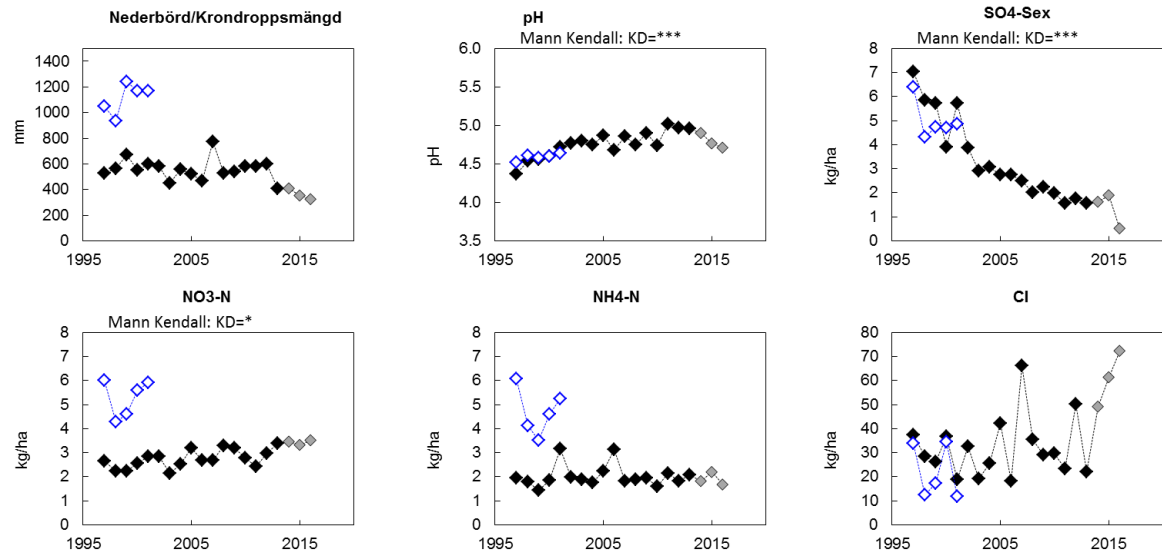 Nederbörd/Krondroppsmängd
mm
1400
1200
1000
800
600
400
200
0
1995 2005 2015
pH
Mann Kendall: KD=***
pH
6.0
5.5
5.0
4.5
4.0
3.5
1995 2005 2015
SO4-Sex
Mann Kendall: KD=***
kg/ha
8
7
6
5
4
3
2
1
0
1995 2005 2015
NO3-N
Mann Kendall: KD=*
kg/ha
8
7
6
5
4
3
2
1
0
1995 2005 2015
NH4-N
kg/ha
8
7
6
5
4
3
2
1
0
1995 2005 2015
Cl
kg/ha
80
70
60
50
40
30
20
10
0
1995 2005 2015